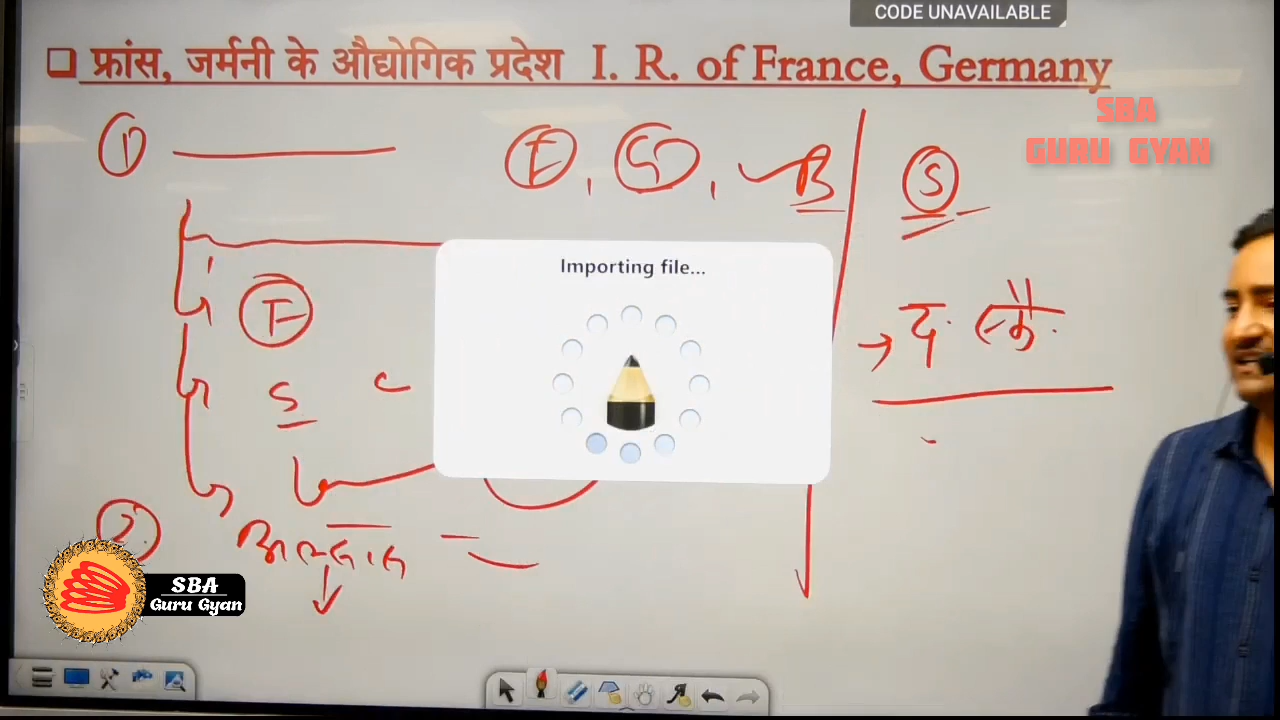 CODE UNAVAILABLE
❑ फ्रांस, जर्मनी के औद्योगिक प्रदेश I. R. of France, Germany
SBA
GURU GYAN
1
E, G, B
S
F
Importing file...
S
2
SBA
Guru Gyan